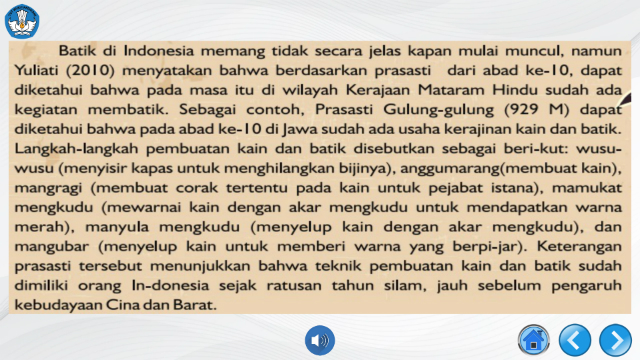 Batik di Indonesia memang tidak secara jelas kapan mulai muncul, namun
Yuliati (2010) menyatakan bahwa berdasarkan prasasti dari abad ke-10, dapat
diketahui bahwa pada masa itu di wilayah Kerajaan Mataram Hindu sudah ada
kegiatan membatik. Sebagai contoh, Prasasti Gulung-gulung (929 M) dapat
diketahui bahwa pada abad ke-10 di Jawa sudah ada usaha kerajinan kain dan batik.
Langkah-langkah pembuatan kain dan batik disebutkan sebagai beri-kut: wusu-
wusu (menyisir kapas untuk menghilangkan bijinya), anggumarang(membuat kain),
mangragi (membuat corak tertentu pada kain untuk pejabat istana), mamukat
mengkudu (mewarnai kain dengan akar mengkudu untuk mendapatkan warna
merah), manyula mengkudu (menyelup kain dengan akar mengkudu), dan
mangubar (menyelup kain untuk memberi warna yang berpi-jar). Keterangan
prasasti tersebut menunjukkan bahwa teknik pembuatan kain dan batik sudah
dimiliki orang In-donesia sejak ratusan tahun silam, jauh sebelum pengaruh
kebudayaan Cina dan Barat.